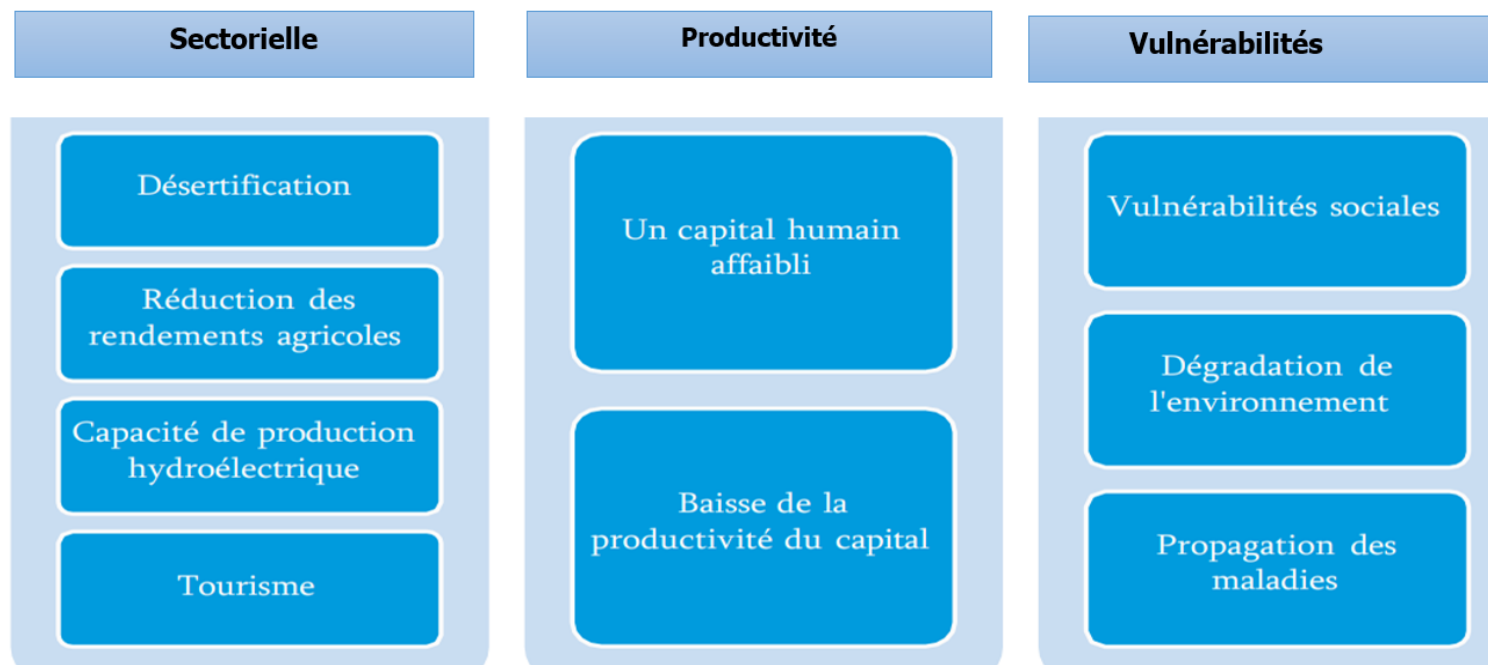 Sectorielle
Désertification
Réduction des
rendements agricoles
Capacité de production
hydroélectrique
Tourisme
Productivité
Un capital humain
affaibli
Baisse de la
productivité du capital
Vulnérabilités
Vulnérabilités sociales
Dégradation de
l'environnement
Propagation des
maladies